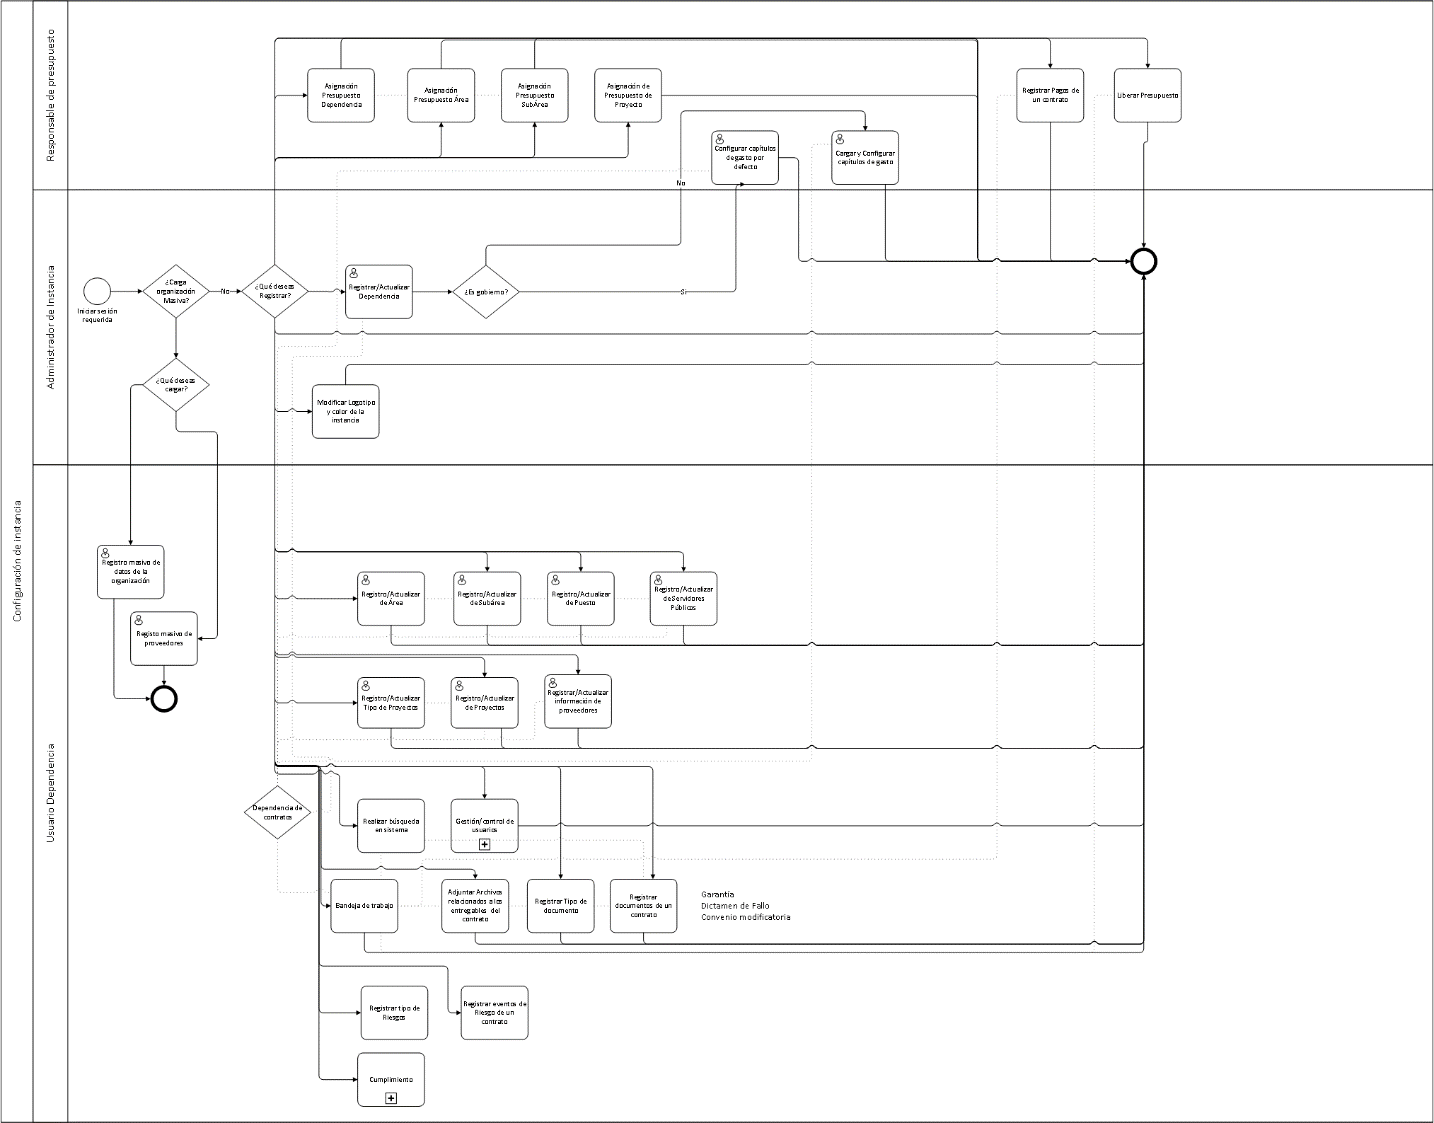 Configuración de instancia
Responsable de presupuesto
Asignación
Presupuesto
Dependencia
Asignación
Presupuesto Área
Asignación
Presupuesto
SubÁrea
Asignación de
Presupuesto de
Proyecto
Registrar Pagos de
un contrato
Liberar Presupuesto
Configurar capítulos
de gasto por
defecto
Cargar y Configurar
capítulos de gasto
No
Administrador de Instancia
Iniciar sesión
requerida
¿Carga
organización
Masiva?
No
¿Qué deseas
Registrar?
Registrar/Actualizar
Dependencia
¿Es gobierno?
Si
¿Qué deseas
cargar?
Modificar Logotipo
y color de la
instancia
Usuario Dependencia
Registro masivo de
datos de la
organización
Registo masivo de
proveedores
Registro/Actualizar
de Área
Registro/Actualizar
de Subárea
Registro/Actualizar
de Puesto
Registro/Actualizar
de Servidores
Públicos
Registro/Actualizar
Tipo de Proyectos
Registro/Actualizar
de Proyectos
Registrar/Actualizar
información de
proveedores
Dependencia de
contratos
Realizar búsqueda
en sistema
Gestión/control de
usuarios
Bandeja de trabajo
Adjuntar Archivos
relacionados a los
entregables del
contrato
Registrar Tipo de
documento
Registrar
documentos de un
contrato
Garantía
Dictamen de Fallo
Convenio modificatoria
Registrar tipo de
Riesgos
Registrar eventos de
Riesgo de un
contrato
Cumplimiento